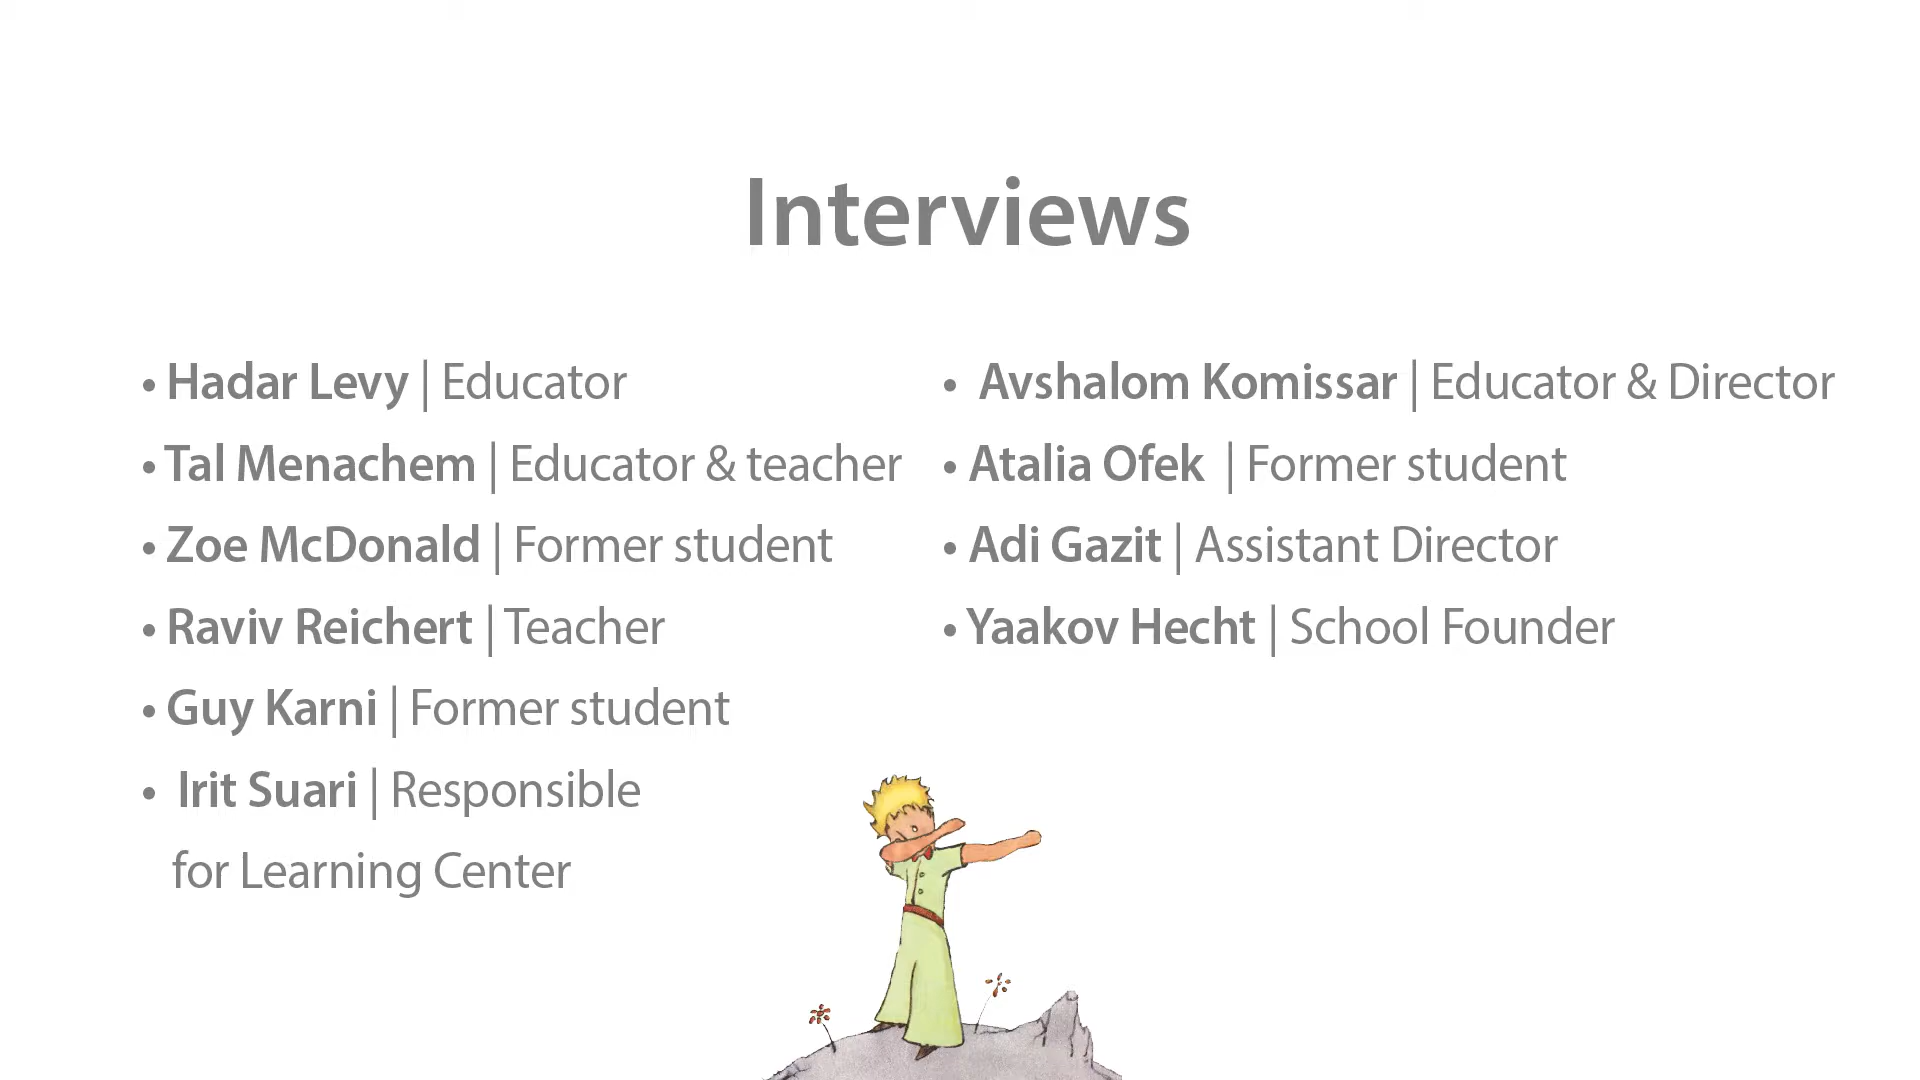 Interviews
• Hadar Levy | Educator
• Tal Menachem | Educator & teacher
• Zoe McDonald | Former student
• Raviv Reichert | Teacher
• Guy Karni | Former student
• Irit Suari | Responsible
for Learning Center
• Avshalom Komissar | Educator & Director
• Atalia Ofek | Former student
• Adi Gazit | Assistant Director
• Yaakov Hecht | School Founder